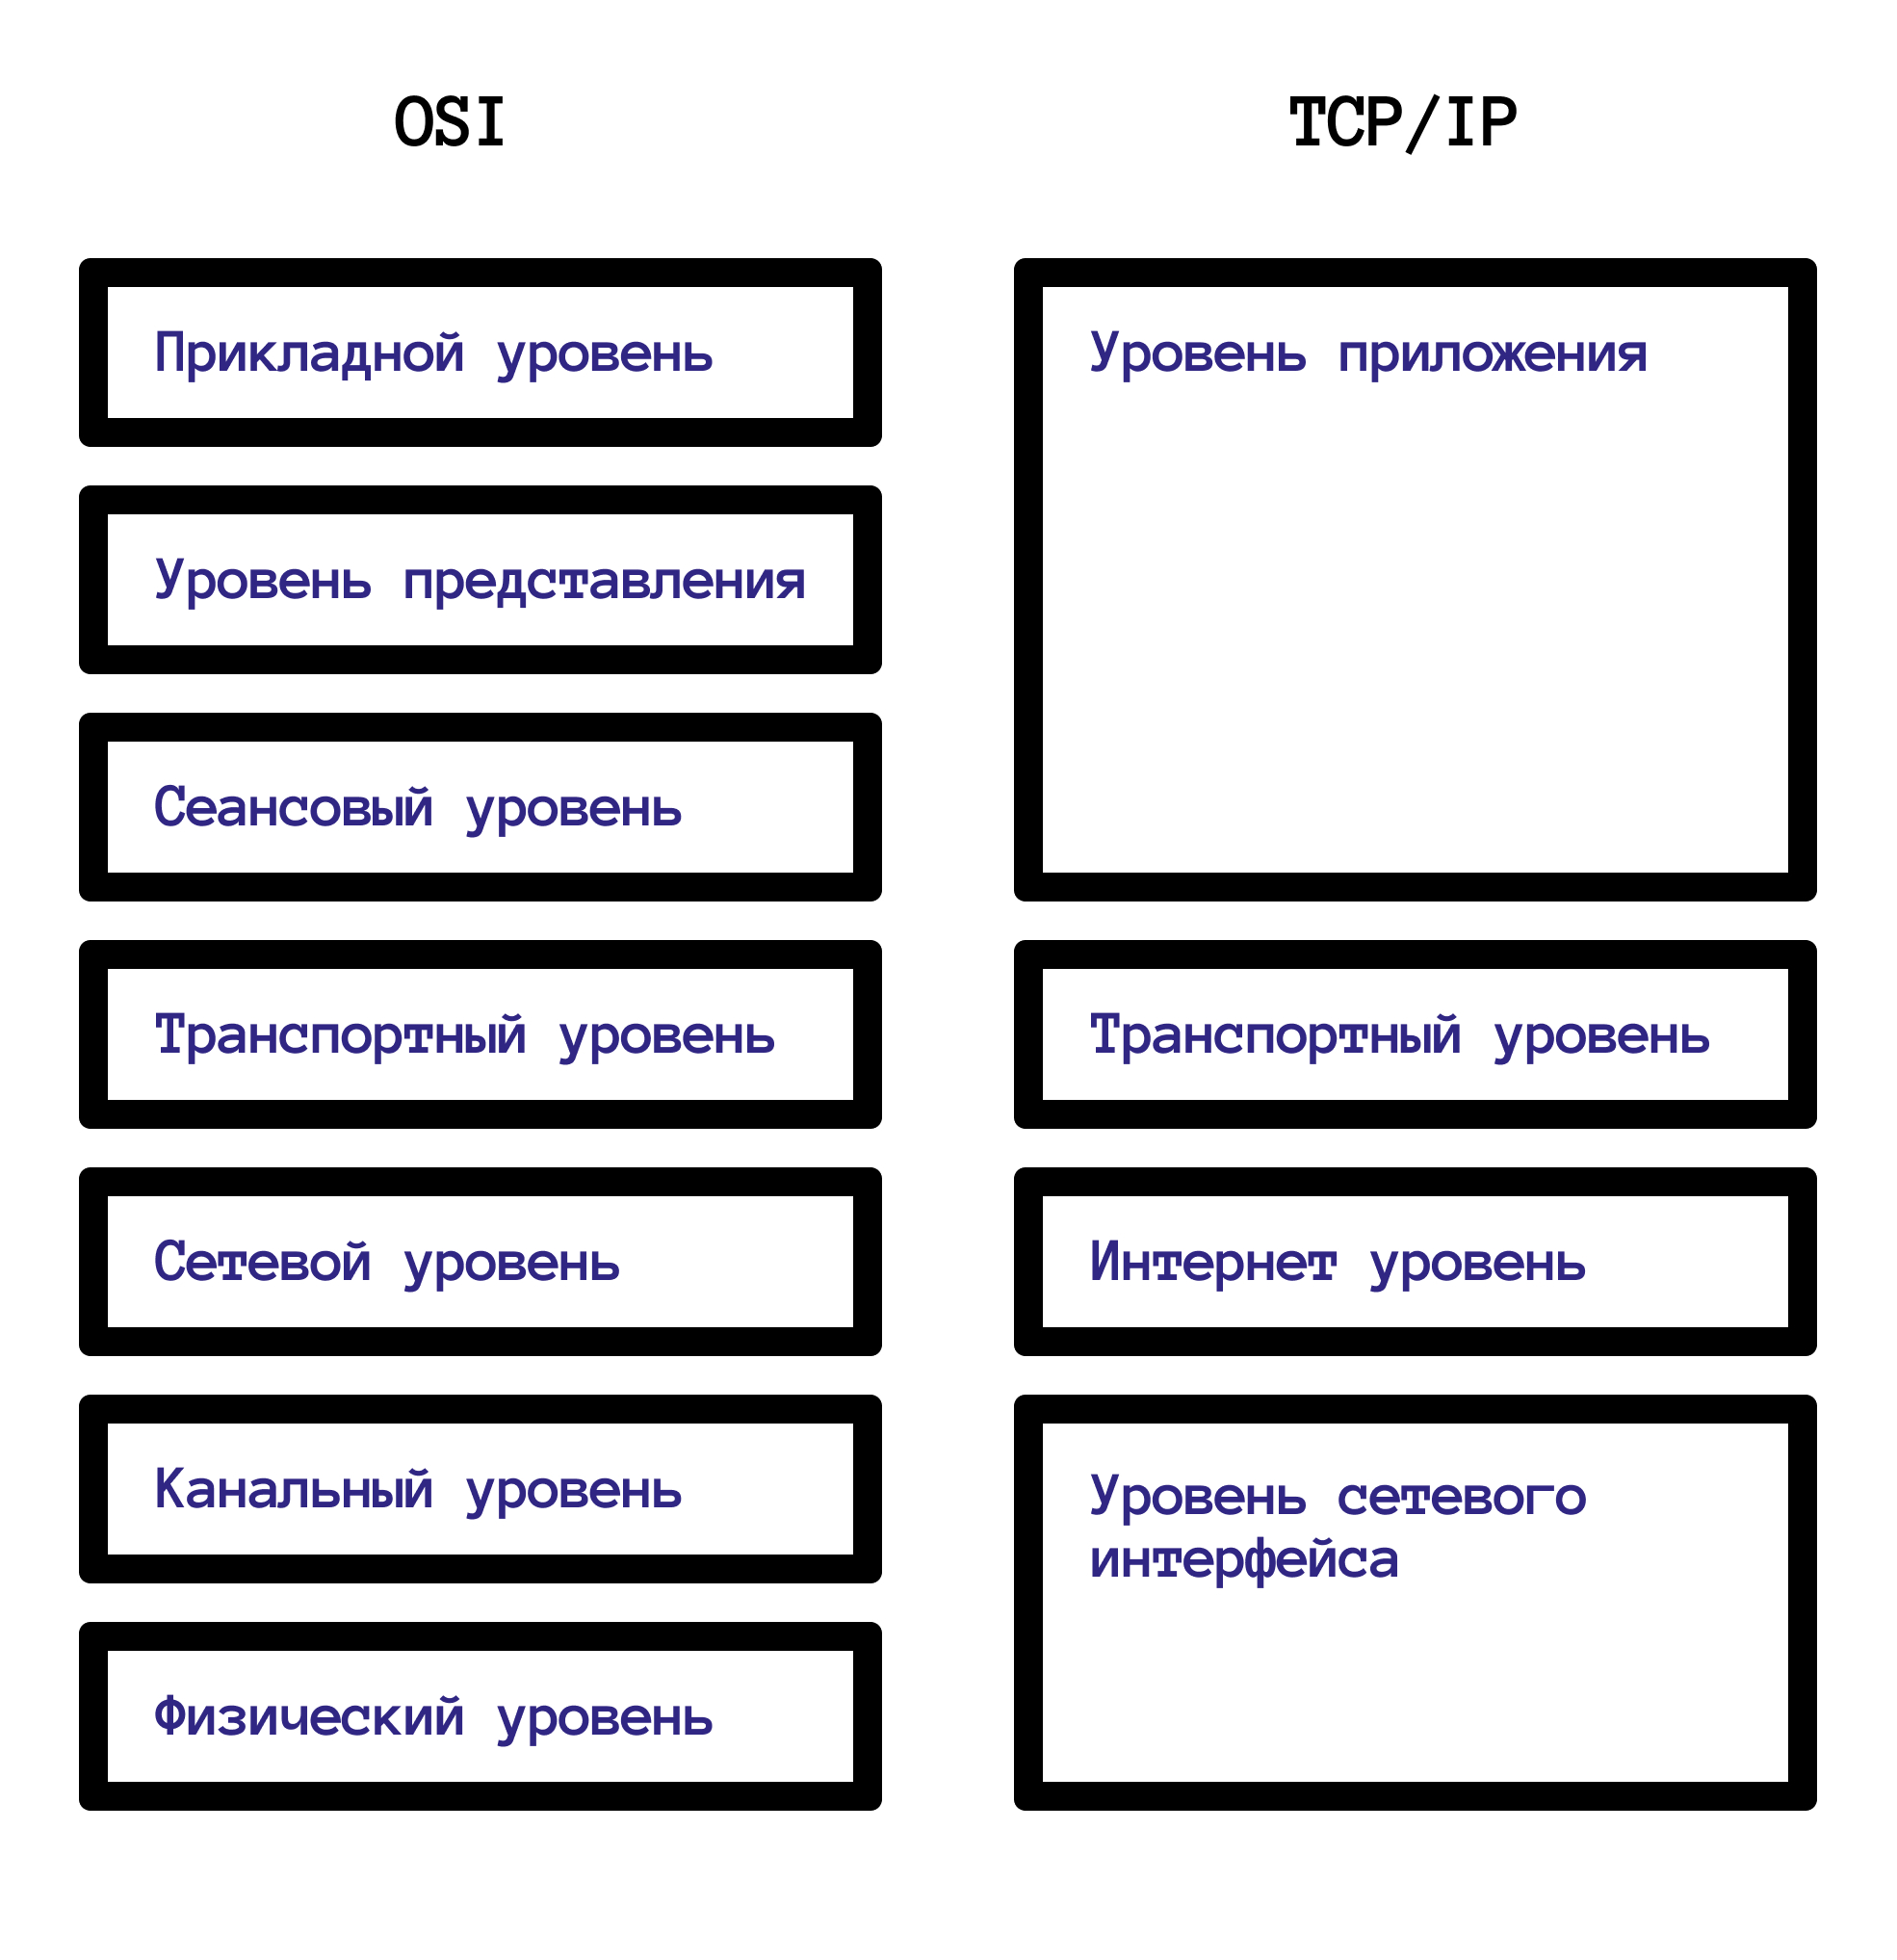 OSI
TCP/IP
Прикладной уровень
Уровень представления
Сеансовый уровень
Транспортный уровень
Сетевой уровень
Канальный уровень
Физический уровень
Уровень приложения
Транспортный уровень
Интернет уровень
Уровень сетевого
интерфейса